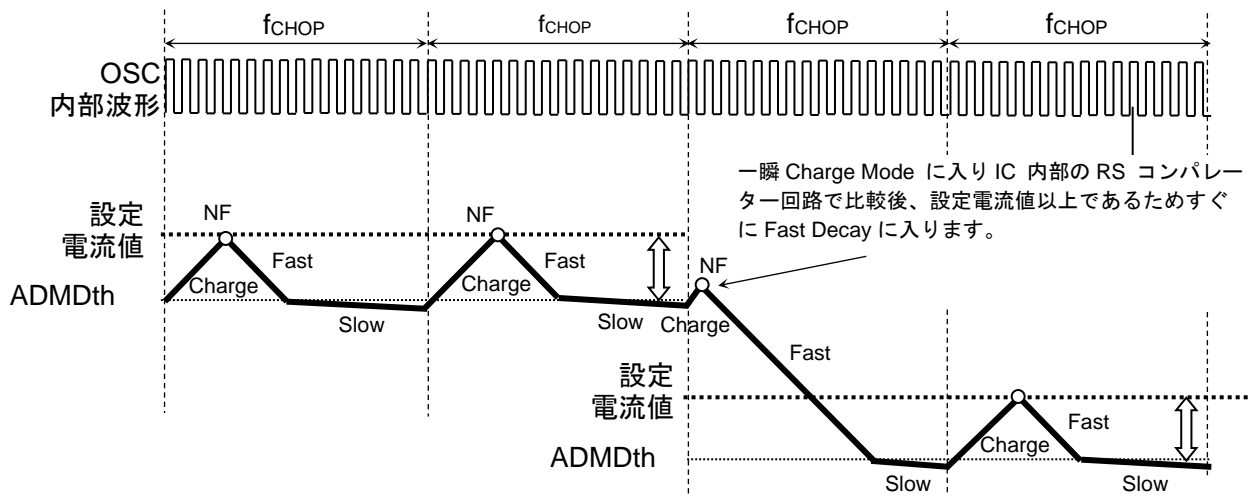 fCHOP fCHOP fCHOP fCHOP
OSC
内部波形
一瞬 Charge Mode に入り IC 内部の RS コンパレー
ター回路で比較後、設定電流値以上であるためすぐ
に Fast Decay に入ります。
設定
電流値
NF
NF
NF
Fast
Fast
Charge
Charge
ADMDth
Slow
Slow
Charge
Fast
設定
電流値
Fast
Charge
ADMDth
Slow
Slow